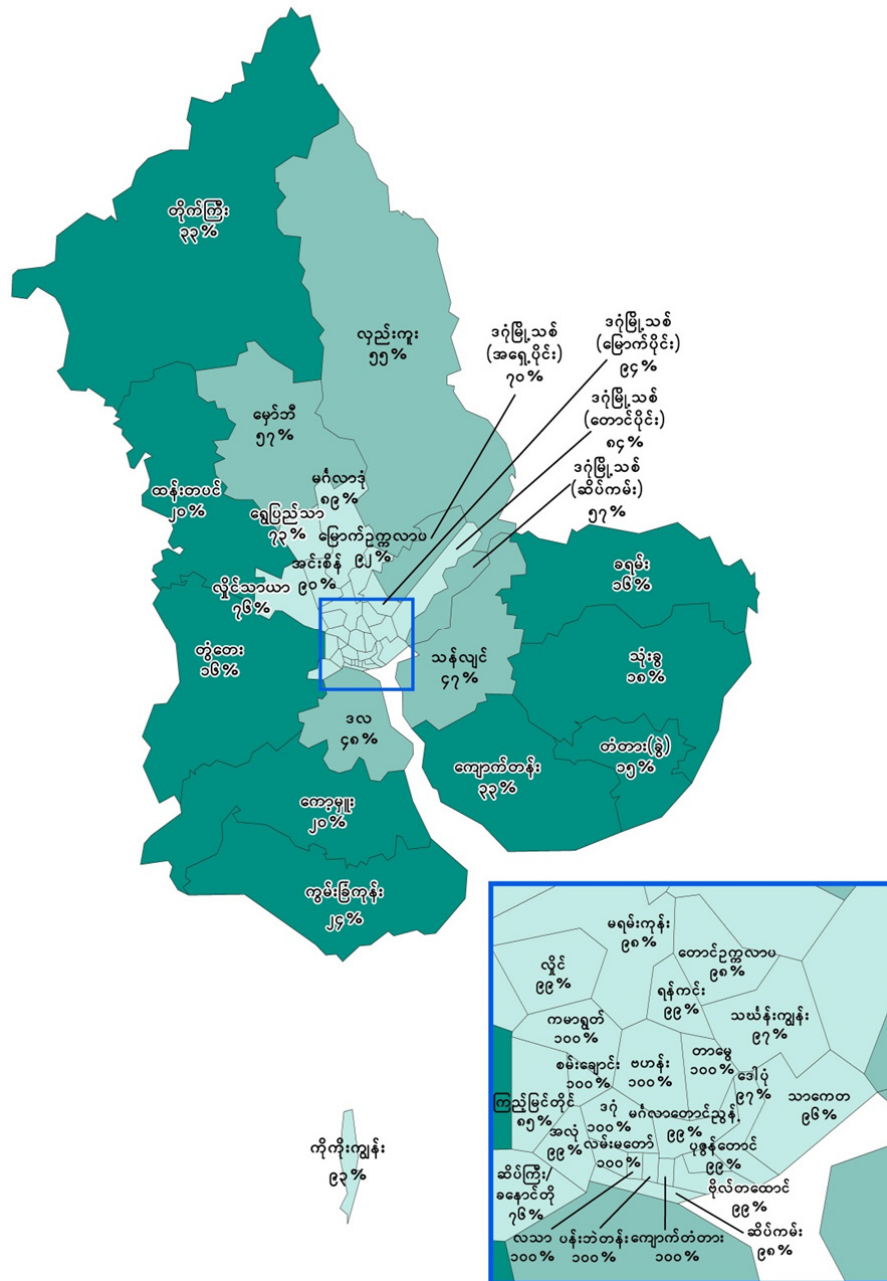 တိုက်ကြီး
၃၃%
လှည်းကူး
၅၅%
ဒဂုံမြို့သစ်
(အရှေ့ပိုင်း)
၇၀%
ဒဂုံမြို့သစ်
(မြောက်ပိုင်း)
၉၄%
ဒဂုံမြို့သစ်
(တောင်ပိုင်း)
၈၄%
ဒဂုံမြို့သစ်
(ဆိပ်ကမ်း)
၅၇%
မှော်ဘီ
၅၇%
မင်္ဂလာဒုံ
၈၉%
ထန်းတပင်
၂၀%
ရွှေပြည်သာ
၇၃%
မြောက်ဥက္ကလာပ
၉၂%
အင်းစိန်
၉၀%
လှိုင်သာယာ
၇၆%
ခရမ်း
၁၆%
တွံတေး
၁၆%
သန်လျင်
၄၇%
သုံးခွ
၁၈%
ဒလ
၄၈%
တံတား(ခွဲ)
၁၅%
ကျောက်တန်း
၃၃%
ကော့မှူး
၂၀%
ကွမ်းခြံကုန်း
၂၄%
ကိုကိုးကျွန်း
၉၃%
မရမ်းကုန်း
၉၈%
လှိုင်
၉၉%
တောင်ဥက္ကလာပ
၉၈%
ရန်ကင်း
၉၉%
ကမာရွတ်
၁၀၀%
သင်္ဃန်းကျွန်း
၉၇%
စမ်းချောင်း
၁၀၀%
ဗဟန်း
၁၀၀%
တာမွေ
၁၀၀%
ဒေါပုံ
၉၇%
သာကေတ
၉၆%
ကြည့်မြင်တိုင်
၈၅%
ဒဂုံ
၁၀၀%
မင်္ဂလာတောင်ညွန့်
၉၉%
အလုံ
၉၉%
လမ်းမတော်
၁၀၀%
ပုဇွန်တောင်
၉၉%
ဆိပ်ကြီး/
ခနောင်တို
၇၆%
ဗိုလ်တထောင်
၉၉%
ဆိပ်ကမ်း
၉၈%
လသာ
၁၀၀%
ပန်းဘဲတန်း
၁၀၀%
ကျောက်တံတား
၁၀၀%